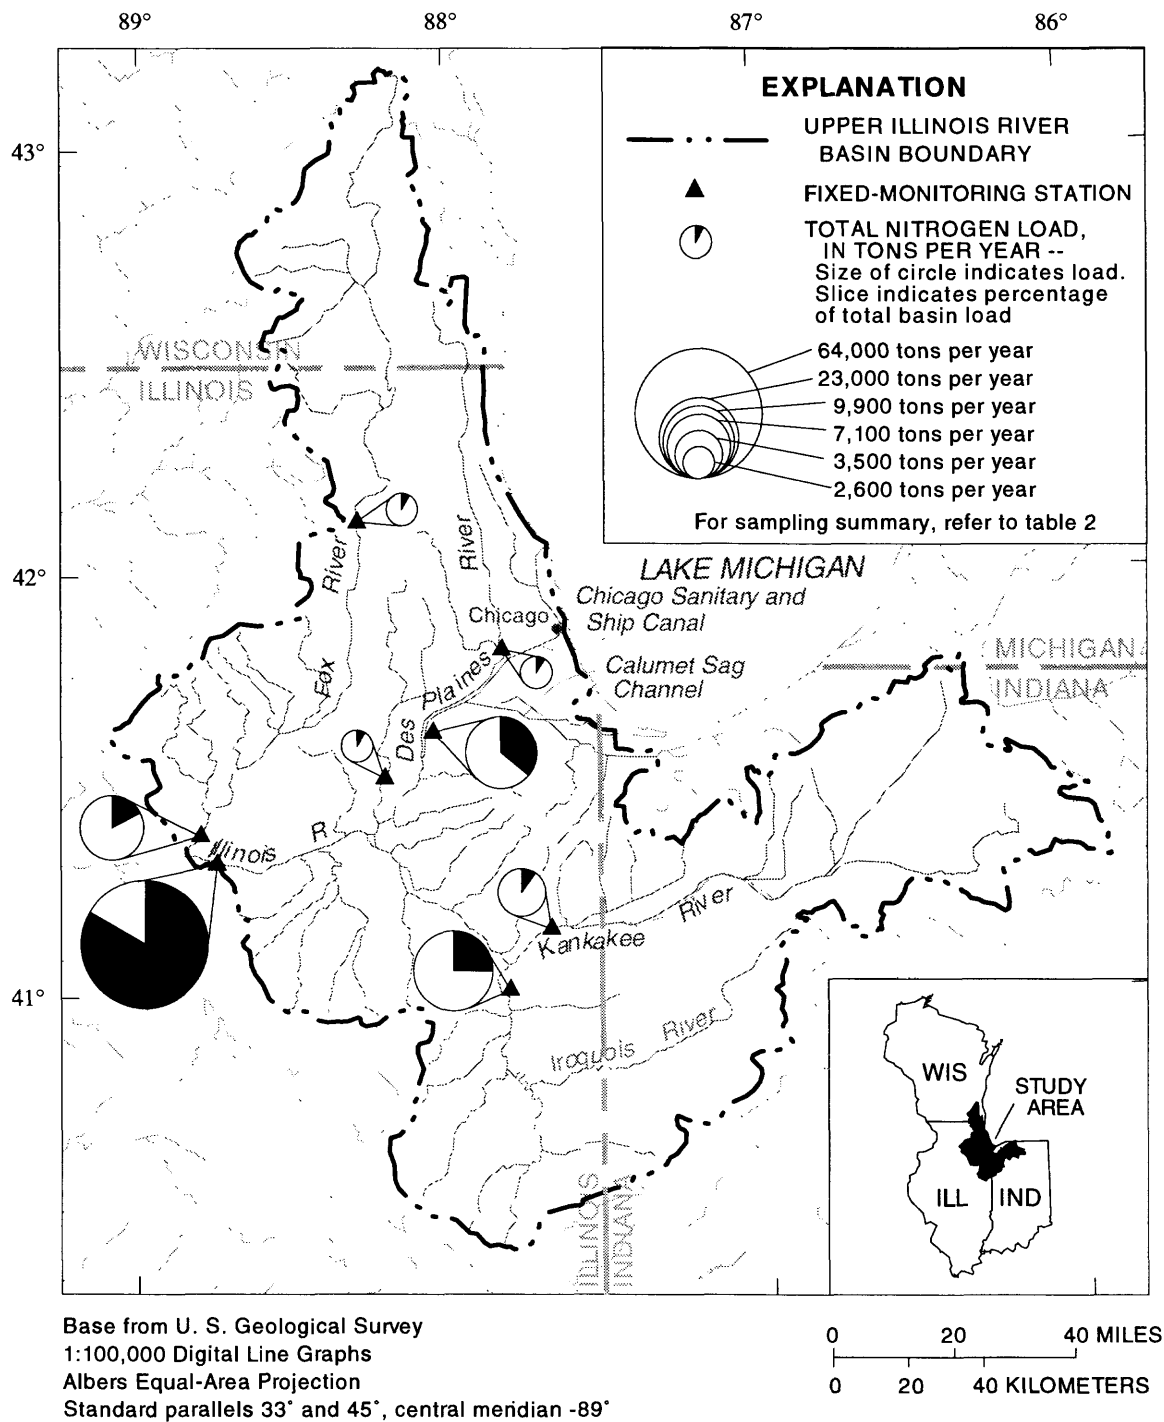 89° 88° 87° 86°
43°
42°
41°
EXPLANATION
UPPER ILLINOIS RIVER
BASIN BOUNDARY
FIXED-MONITORING STATION
TOTAL NITROGEN LOAD,
IN TONS PER YEAR --
Size of circle indicates load.
Slice indicates percentage
of total basin load
64,000 tons per year
23,000 tons per year
9,900 tons per year
7,100 tons per year
3,500 tons per year
2,600 tons per year
For sampling summary, refer to table 2
WISCONSIN
ILLINOIS
River
River
LAKE MICHIGAN
Chicago Sanitary and
Ship Canal
Chicago
Calumet Sag
Channel
MICHIGAN
INDIANA
Fox
Des Plaines
Illinois R
River
Kankakee
Iroquois River
ILLINOIS
INDIANA
WIS
STUDY
AREA
ILL IND
Base from U. S. Geological Survey
1:100,000 Digital Line Graphs
Albers Equal-Area Projection
Standard parallels 33° and 45°, central meridian -89°
0 20 40 MILES
0 20 40 KILOMETERS